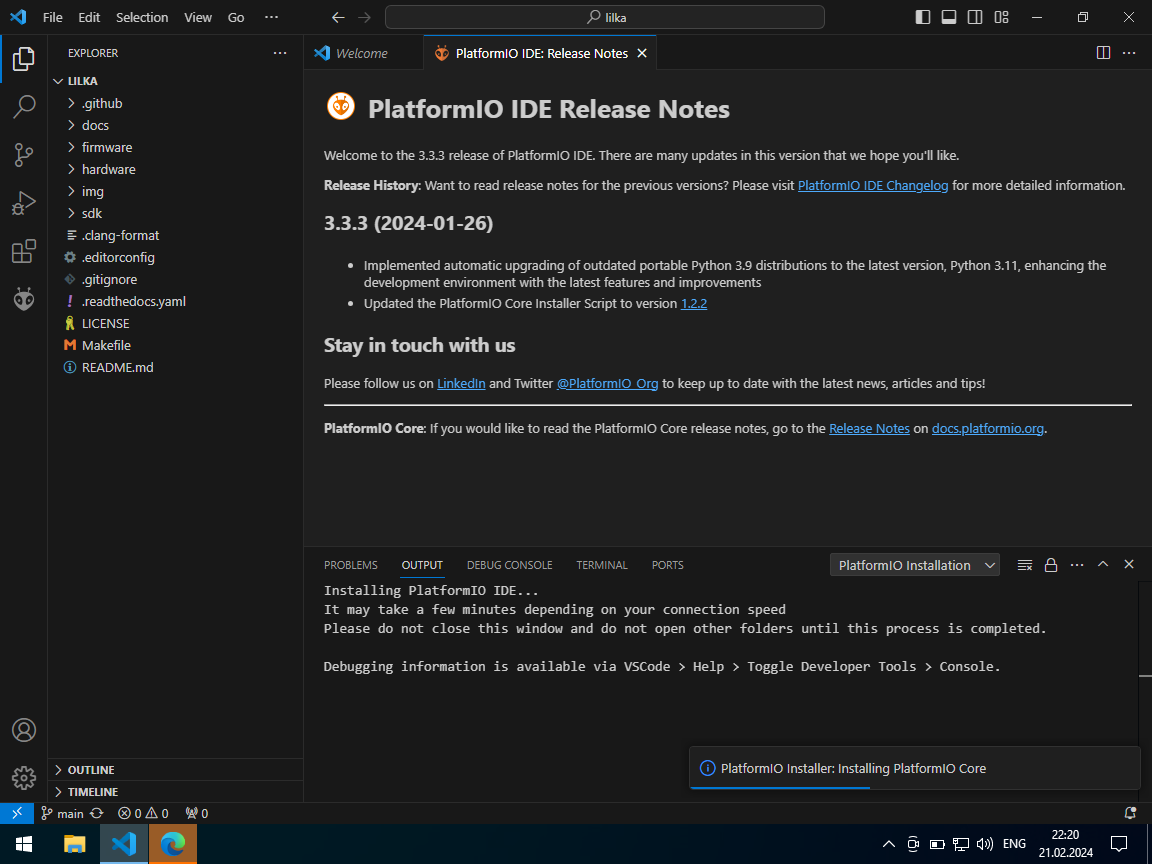 File Edit Selection View Go ··· lilka
EXPLORER ···
Welcome
PlatformIO IDE: Release Notes
LILKA
.github
docs
firmware
hardware
img
sdk
.clang-format
.editorconfig
.gitignore
! .readthedocs.yaml
LICENSE
Makefile
README.md
OUTLINE
TIMELINE
PlatformIO IDE Release Notes
Welcome to the 3.3.3 release of PlatformIO IDE. There are many updates in this version that we hope you'll like.
Release History: Want to read release notes for the previous versions? Please visit PlatformIO IDE Changelog for more detailed information.
3.3.3 (2024-01-26)
• Implemented automatic upgrading of outdated portable Python 3.9 distributions to the latest version, Python 3.11, enhancing the
development environment with the latest features and improvements
• Updated the PlatformIO Core Installer Script to version 1.2.2
Stay in touch with us
Please follow us on LinkedIn and Twitter @PlatformIO_Org to keep up to date with the latest news, articles and tips!
PlatformIO Core: If you would like to read the PlatformIO Core release notes, go to the Release Notes on docs.platformio.org.
PROBLEMS OUTPUT DEBUG CONSOLE TERMINAL PORTS PlatformIO Installation
Installing PlatformIO IDE...
It may take a few minutes depending on your connection speed
Please do not close this window and do not open other folders until this process is completed.
Debugging information is available via VSCode > Help > Toggle Developer Tools > Console.
PlatformIO Installer: Installing PlatformIO Core
main 0 0 0
ENG
22:20
21.02.2024